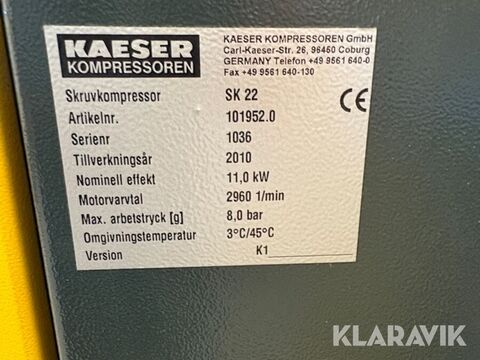 KAESER
KOMPRESSOREN
KAESER KOMPRESSOREN GmbH
Carl-Kaeser-Str. 26, 96460 Coburg
GERMANY Telefon +49 9561 640-0
Fax +49 9561 640-130
CE
Skruvkompressor SK 22
Artikelnr. 101952.0
Serienr 1036
Tillverkningsår 2010
Nominell effekt 11,0 kW
Motorvarvtal 2960 1/min
Max. arbetstryck [g] 8,0 bar
Omgivningstemperatur 3°C/45°C
Version K1
KLARAVIK